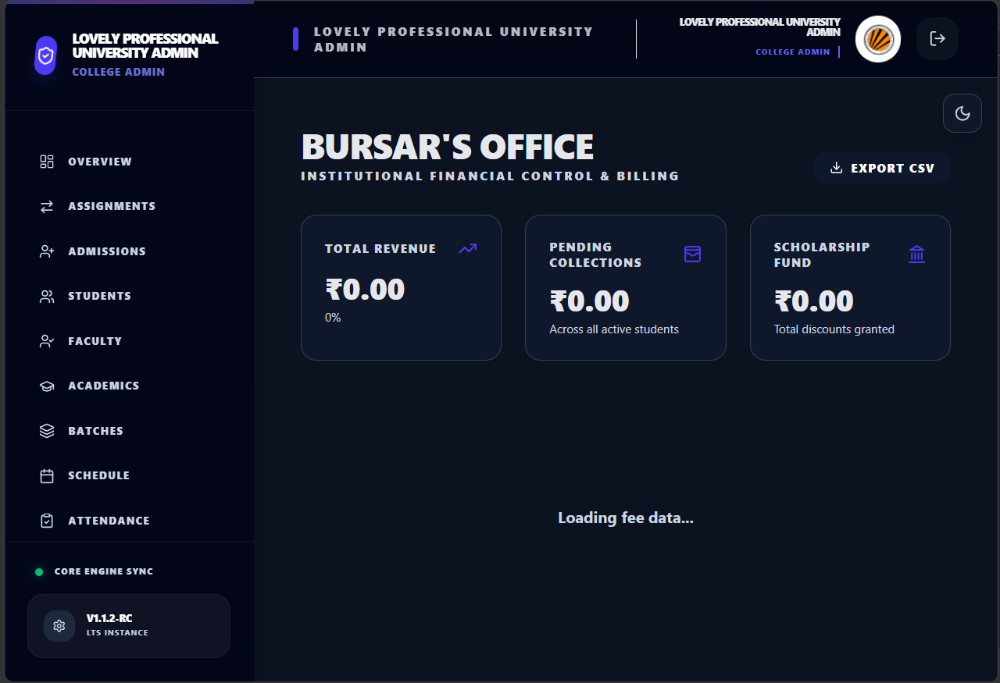 LOVELY PROFESSIONAL
UNIVERSITY ADMIN
COLLEGE ADMIN
LOVELY PROFESSIONAL UNIVERSITY
ADMIN
LOVELY PROFESSIONAL UNIVERSITY
ADMIN
COLLEGE ADMIN
OVERVIEW
ASSIGNMENTS
ADMISSIONS
STUDENTS
FACULTY
ACADEMICS
BATCHES
SCHEDULE
ATTENDANCE
CORE ENGINE SYNC
V1.1.2-RC
LTS INSTANCE
BURSAR'S OFFICE
INSTITUTIONAL FINANCIAL CONTROL & BILLING
EXPORT CSV
TOTAL REVENUE
₹0.00
0%
PENDING
COLLECTIONS
₹0.00
Across all active students
SCHOLARSHIP
FUND
₹0.00
Total discounts granted
Loading fee data...